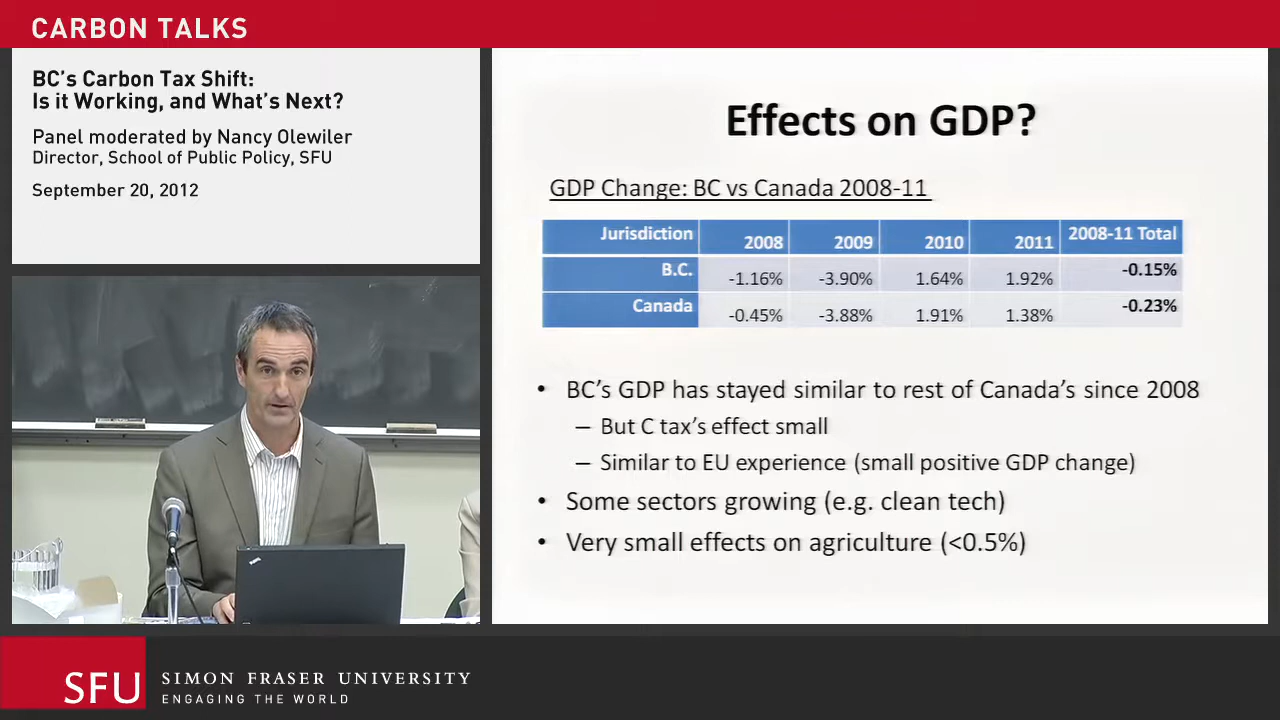 CARBON TALKS
BC's Carbon Tax Shift:
Is it Working, and What's Next?
Panel moderated by Nancy Olewiler
Director, School of Public Policy, SFU
September 20, 2012
Effects on GDP?
GDP Change: BC vs Canada 2008-11
Jurisdiction 2008 2009 2010 2011 2008-11 Total
B.C. -1.16% -3.90% 1.64% 1.92% -0.15%
Canada -0.45% -3.88% 1.91% 1.38% -0.23%
• BC's GDP has stayed similar to rest of Canada's since 2008
– But C tax's effect small
– Similar to EU experience (small positive GDP change)
• Some sectors growing (e.g. clean tech)
• Very small effects on agriculture (<0.5%)
SFU SIMON FRASER UNIVERSITY
ENGAGING THE WORLD